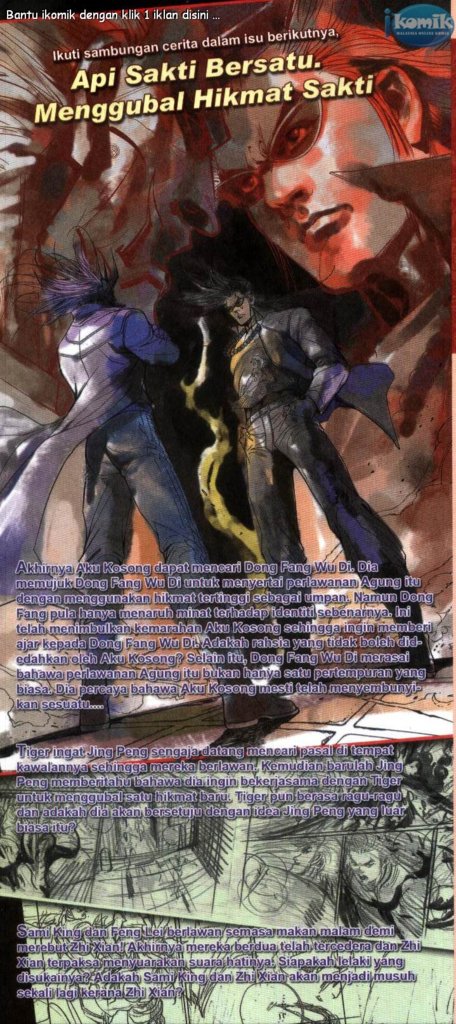 Bantu ikomik dengan klik 1 iklan disini ...
ikomik
MALAYSIA ONLINE KOMIK
Ikuti sambungan cerita dalam isu berikutnya,
Api Sakti Bersatu.
Menggubal Hikmat Sakti
Akhirnya Aku Kosong dapat mencari Dong Fang Wu Di. Dia
memujuk Dong Fang Wu Di untuk menyertai perlawanan Agung itu
dengan menggunakan hikmat tertinggi sebagai umpan. Namun Dong
Fang pula hanya menaruh minat terhadap identiti sebenarnya. Ini
telah menimbulkan kemarahan Aku Kosong sehingga ingin memberi
ajar kepada Dong Fang Wu Di. Adakah rahsia yang tidak boleh did-
edahkan oleh Aku Kosong? Selain itu, Dong Fang Wu Di merasai
bahawa perlawanan Agung itu bukan hanya satu pertempuran yang
biasa. Dia percaya bahawa Aku Kosong mesti telah menyembunyi-
kan sesuatu....
Tiger ingat Jing Peng sengaja datang mencari pasal di tempat
kawalannya sehingga mereka berlawan. Kemudian barulah Jing
Peng memberitahu bahawa dia ingin bekerjasama dengan Tiger
untuk menggubal satu hikmat baru. Tiger pun berasa ragu-ragu
dan adakah dia akan bersetuju dengan idea Jing Peng yang luar
biasa itu?
Sami King dan Feng Lei berlawan semasa makan malam demi
merebut Zhi Xian! Akhirnya mereka berdua telah tercedera dan Zhi
Xian terpaksa menyuarakan suara hatinya. Siapakah lelaki yang
disukainya? Adakah Sami King dan Zhi Xian akan menjadi musuh
sekali lagi kerana Zhi Xian?